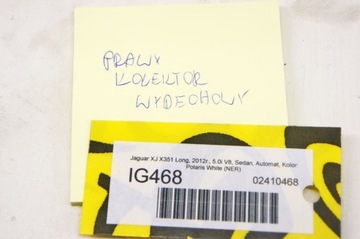 PRAWY
KOLEKTOR
WYDECHOWY
Jaguar XJ X351 Long, 2012r., 5.0i V8, Sedan, Automat, Kolor:
Polaris White (NER)
IG468
02410468